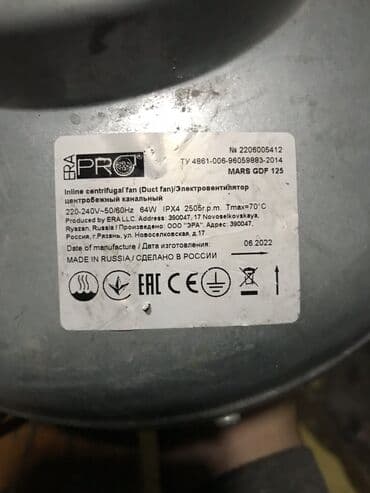 ERA PRO
№ 2206005412
ТУ 4861-006-96059883-2014
MARS GDF 125
Inline centrifugal fan (Duct fan)/Электровентилятор
центробежный канальный
220-240V~50/60Hz 64W IPX4 2505r.p.m. Tmax=70°C
Produced by ERA LLC. Address: 390047, 17 Novoselkovskaya,
Ryazan, Russia / Произведено: ООО "ЭРА". Адрес: 390047,
Россия, г.Рязань, ул. Новоселковская, д.17
Date of manufacture / Дата изготовления: 06.2022
MADE IN RUSSIA / СДЕЛАНО В РОССИИ
EAC CE